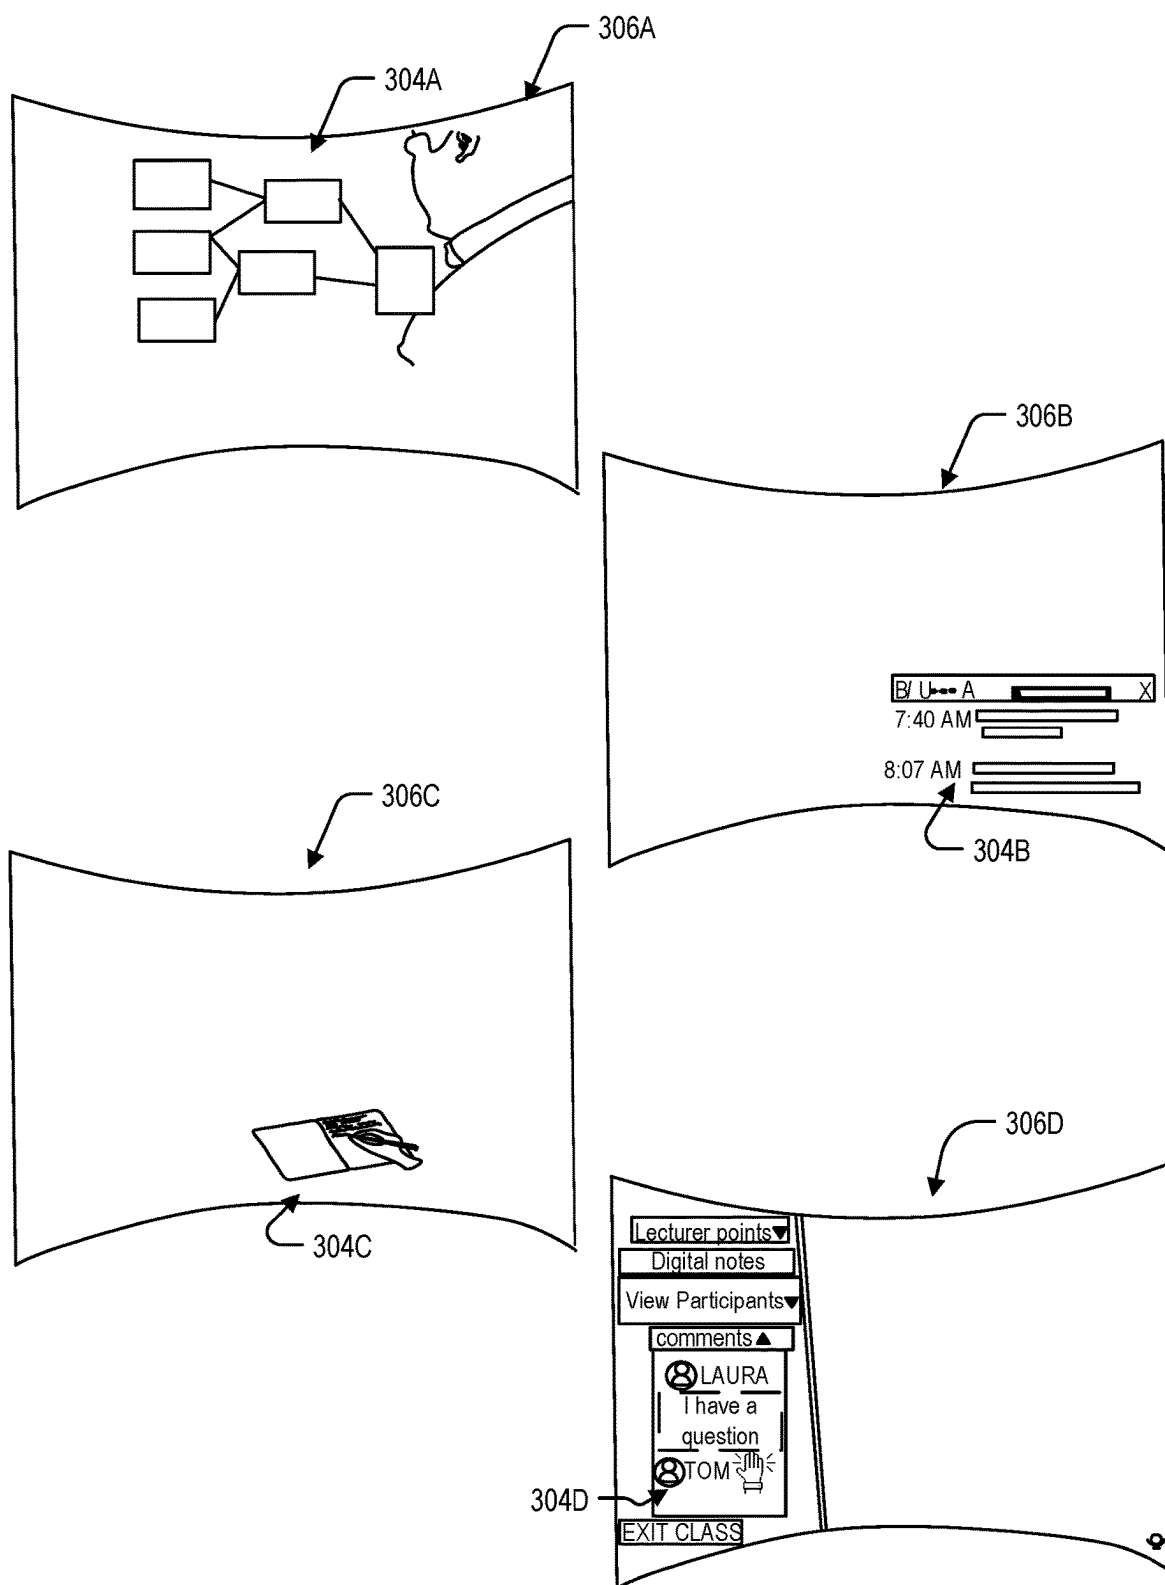 306A
304A
306B
B/ U A X
7:40 AM
8:07 AM
304B
306C
304C
306D
Lecturer points▼
Digital notes
View Participants▼
comments▲
LAURA
I have a
question
TOM
304D
EXIT CLASS